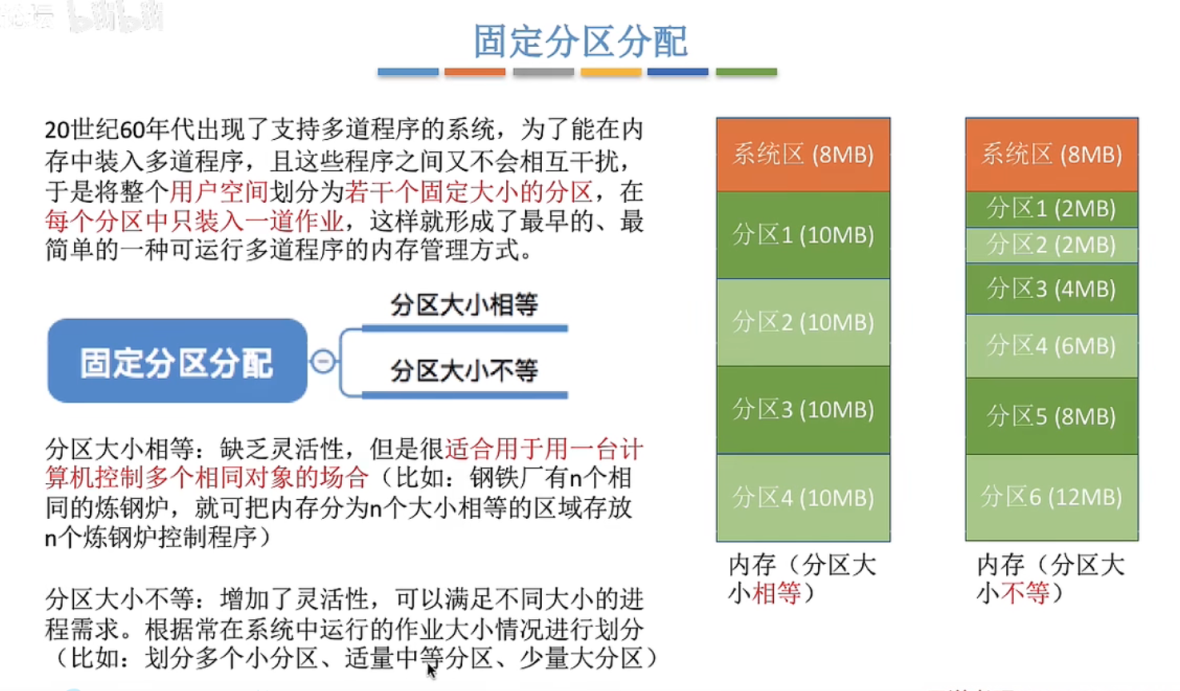 固定分区分配
20世纪60年代出现了支持多道程序的系统，为了能在内
存中装入多道程序，且这些程序之间又不会相互干扰，
于是将整个用户空间划分为若干个固定大小的分区，在
每个分区中只装入一道作业，这样就形成了最早的、最
简单的一种可运行多道程序的内存管理方式。
固定分区分配
分区大小相等
分区大小不等
分区大小相等：缺乏灵活性，但是很适合用于用一台计
算机控制多个相同对象的场合（比如：钢铁厂有n个相
同的炼钢炉，就可把内存分为n个大小相等的区域存放
n个炼钢炉控制程序）
分区大小不等：增加了灵活性，可以满足不同大小的进
程需求。根据常在系统中运行的作业大小情况进行划分
（比如：划分多个小分区、适量中等分区、少量大分区）
系统区 (8MB)
分区1 (10MB)
分区2 (10MB)
分区3 (10MB)
分区4 (10MB)
内存（分区大
小相等）
系统区 (8MB)
分区1 (2MB)
分区2 (2MB)
分区3 (4MB)
分区4 (6MB)
分区5 (8MB)
分区6 (12MB)
内存（分区大
小不等）